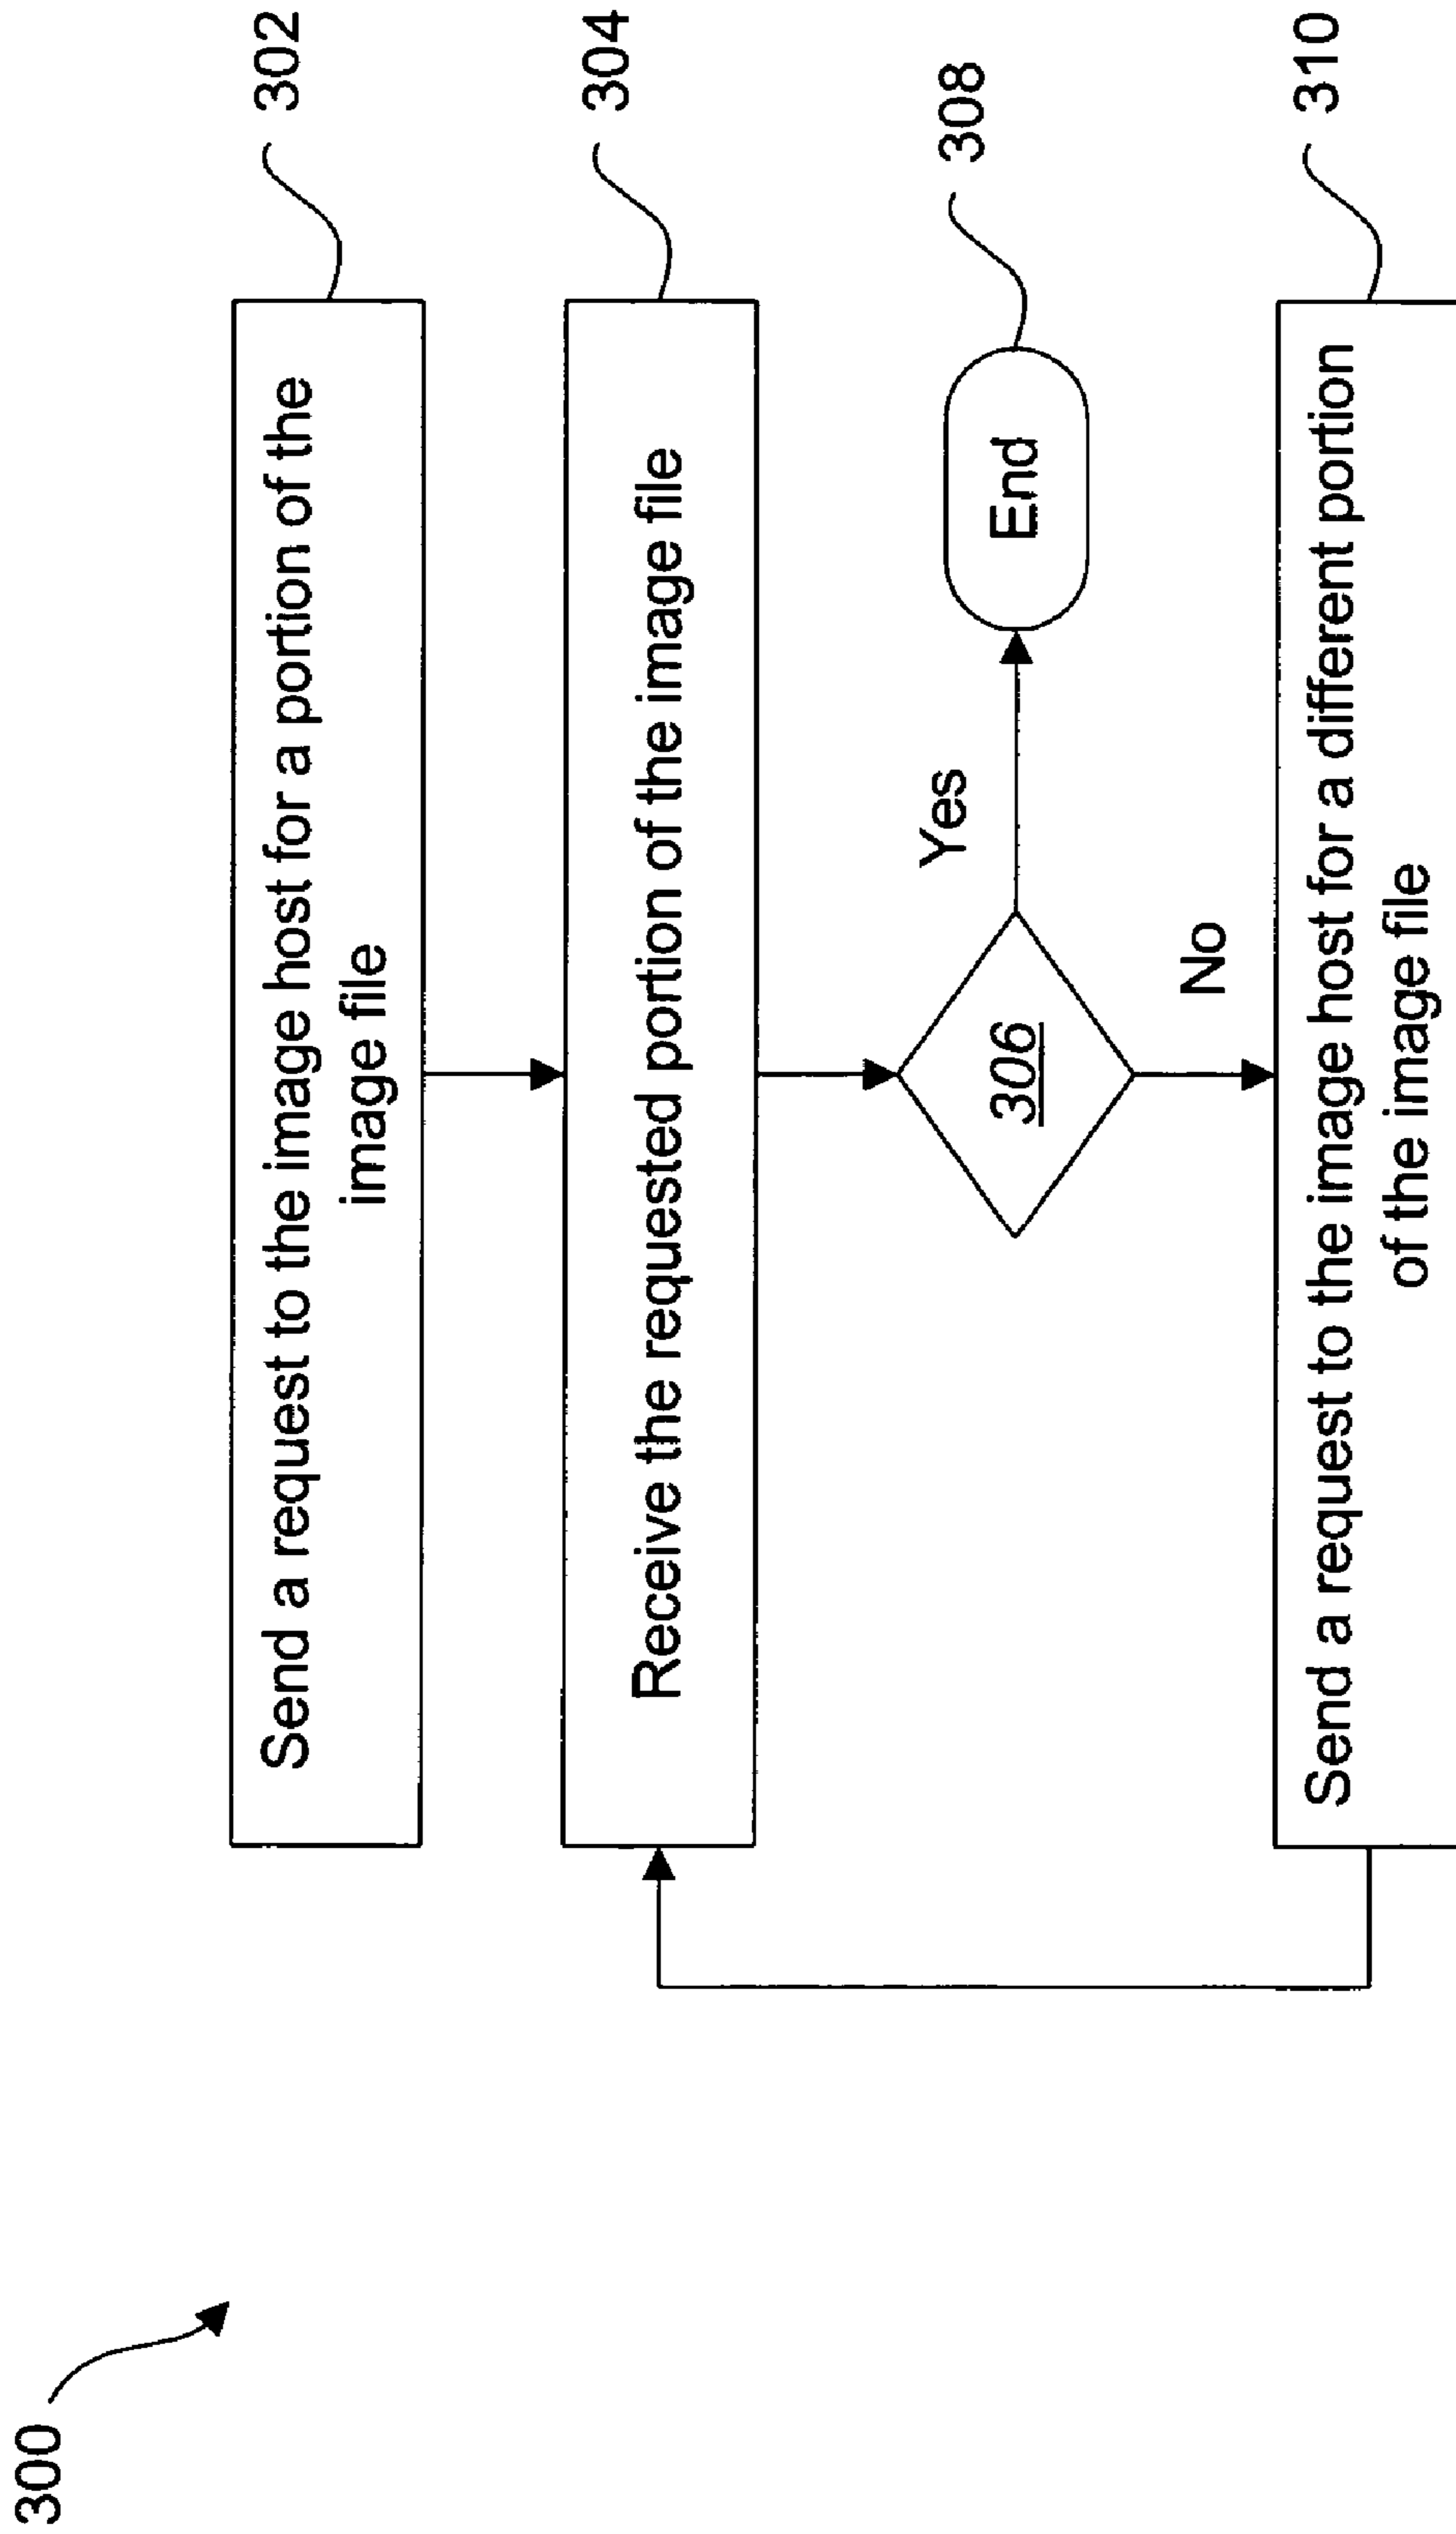 300
Send a request to the image host for a portion of the
image file
302
Receive the requested portion of the image file
304
306
Yes
End
308
No
Send a request to the image host for a different portion
of the image file
310